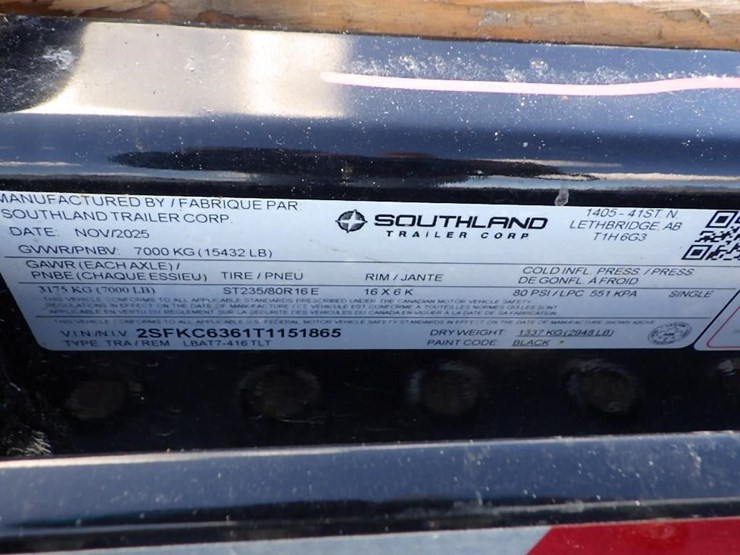 MANUFACTURED BY / FABRIQUE PAR:
SOUTHLAND TRAILER CORP.
DATE: NOV/2025
SOUTHLAND
TRAILER CORP
1405 - 41ST N
LETHBRIDGE, AB
T1H 6G3
GVWR/PNBV: 7000 KG (15432 LB)
GAWR (EACH AXLE) /
PNBE (CHAQUE ESSIEU) TIRE / PNEU RIM / JANTE COLD INFL. PRESS. / PRESS
DE GONFL. A FROID
3175 KG (7000 LB) ST235/80R16 E 16 X 6 K 80 PSI / LPC 551 KPA SINGLE
V.I.N./N.I.V. 2SFKC6361T1151865 DRY WEIGHT: 1337 KG (2948 LB)
TYPE: TRA / REM LBAT7-416 TLT PAINT CODE: BLACK